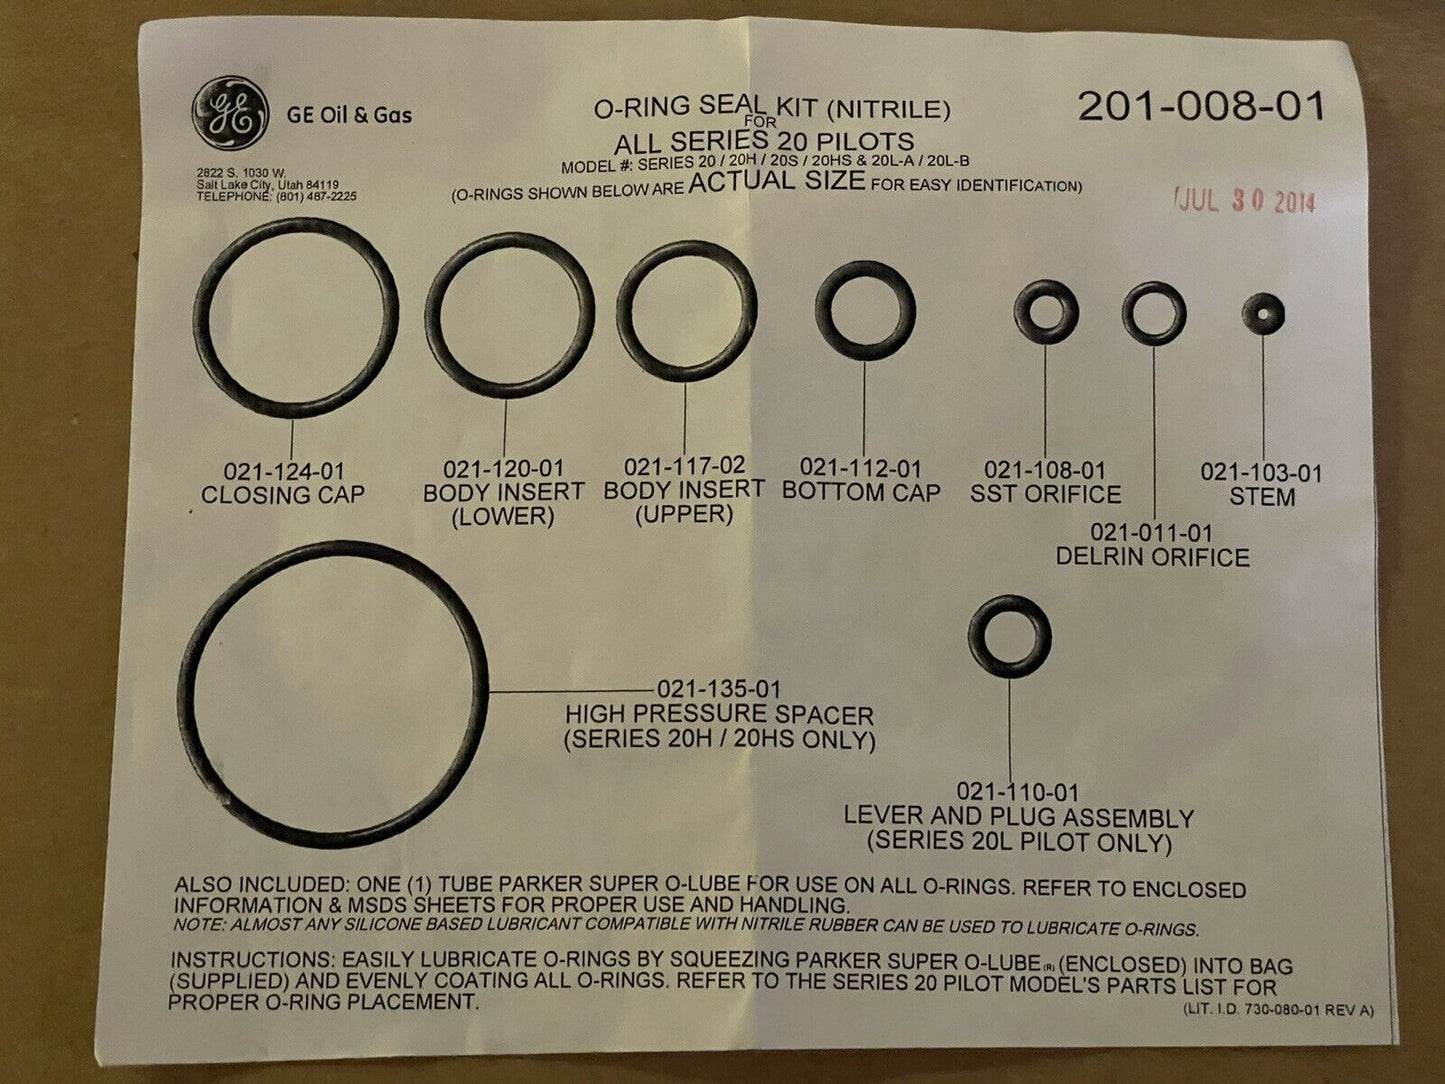 GE
GE Oil & Gas
2822 S. 1030 W.
Salt Lake City, Utah 84119
TELEPHONE: (801) 487-2225
O-RING SEAL KIT (NITRILE)
FOR
ALL SERIES 20 PILOTS
MODEL #: SERIES 20 / 20H / 20S / 20HS & 20L-A / 20L-B
(O-RINGS SHOWN BELOW ARE ACTUAL SIZE FOR EASY IDENTIFICATION)
201-008-01
JUL 30 2014
021-124-01
CLOSING CAP
021-120-01
BODY INSERT
(LOWER)
021-117-02
BODY INSERT
(UPPER)
021-112-01
BOTTOM CAP
021-108-01
SST ORIFICE
021-011-01
DELRIN ORIFICE
021-103-01
STEM
021-135-01
HIGH PRESSURE SPACER
(SERIES 20H / 20HS ONLY)
021-110-01
LEVER AND PLUG ASSEMBLY
(SERIES 20L PILOT ONLY)
ALSO INCLUDED: ONE (1) TUBE PARKER SUPER O-LUBE FOR USE ON ALL O-RINGS. REFER TO ENCLOSED
INFORMATION & MSDS SHEETS FOR PROPER USE AND HANDLING.
NOTE: ALMOST ANY SILICONE BASED LUBRICANT COMPATIBLE WITH NITRILE RUBBER CAN BE USED TO LUBRICATE O-RINGS.
INSTRUCTIONS: EASILY LUBRICATE O-RINGS BY SQUEEZING PARKER SUPER O-LUBE(R) (ENCLOSED) INTO BAG
(SUPPLIED) AND EVENLY COATING ALL O-RINGS. REFER TO THE SERIES 20 PILOT MODEL'S PARTS LIST FOR
PROPER O-RING PLACEMENT.
(LIT. I.D. 730-080-01 REV A)